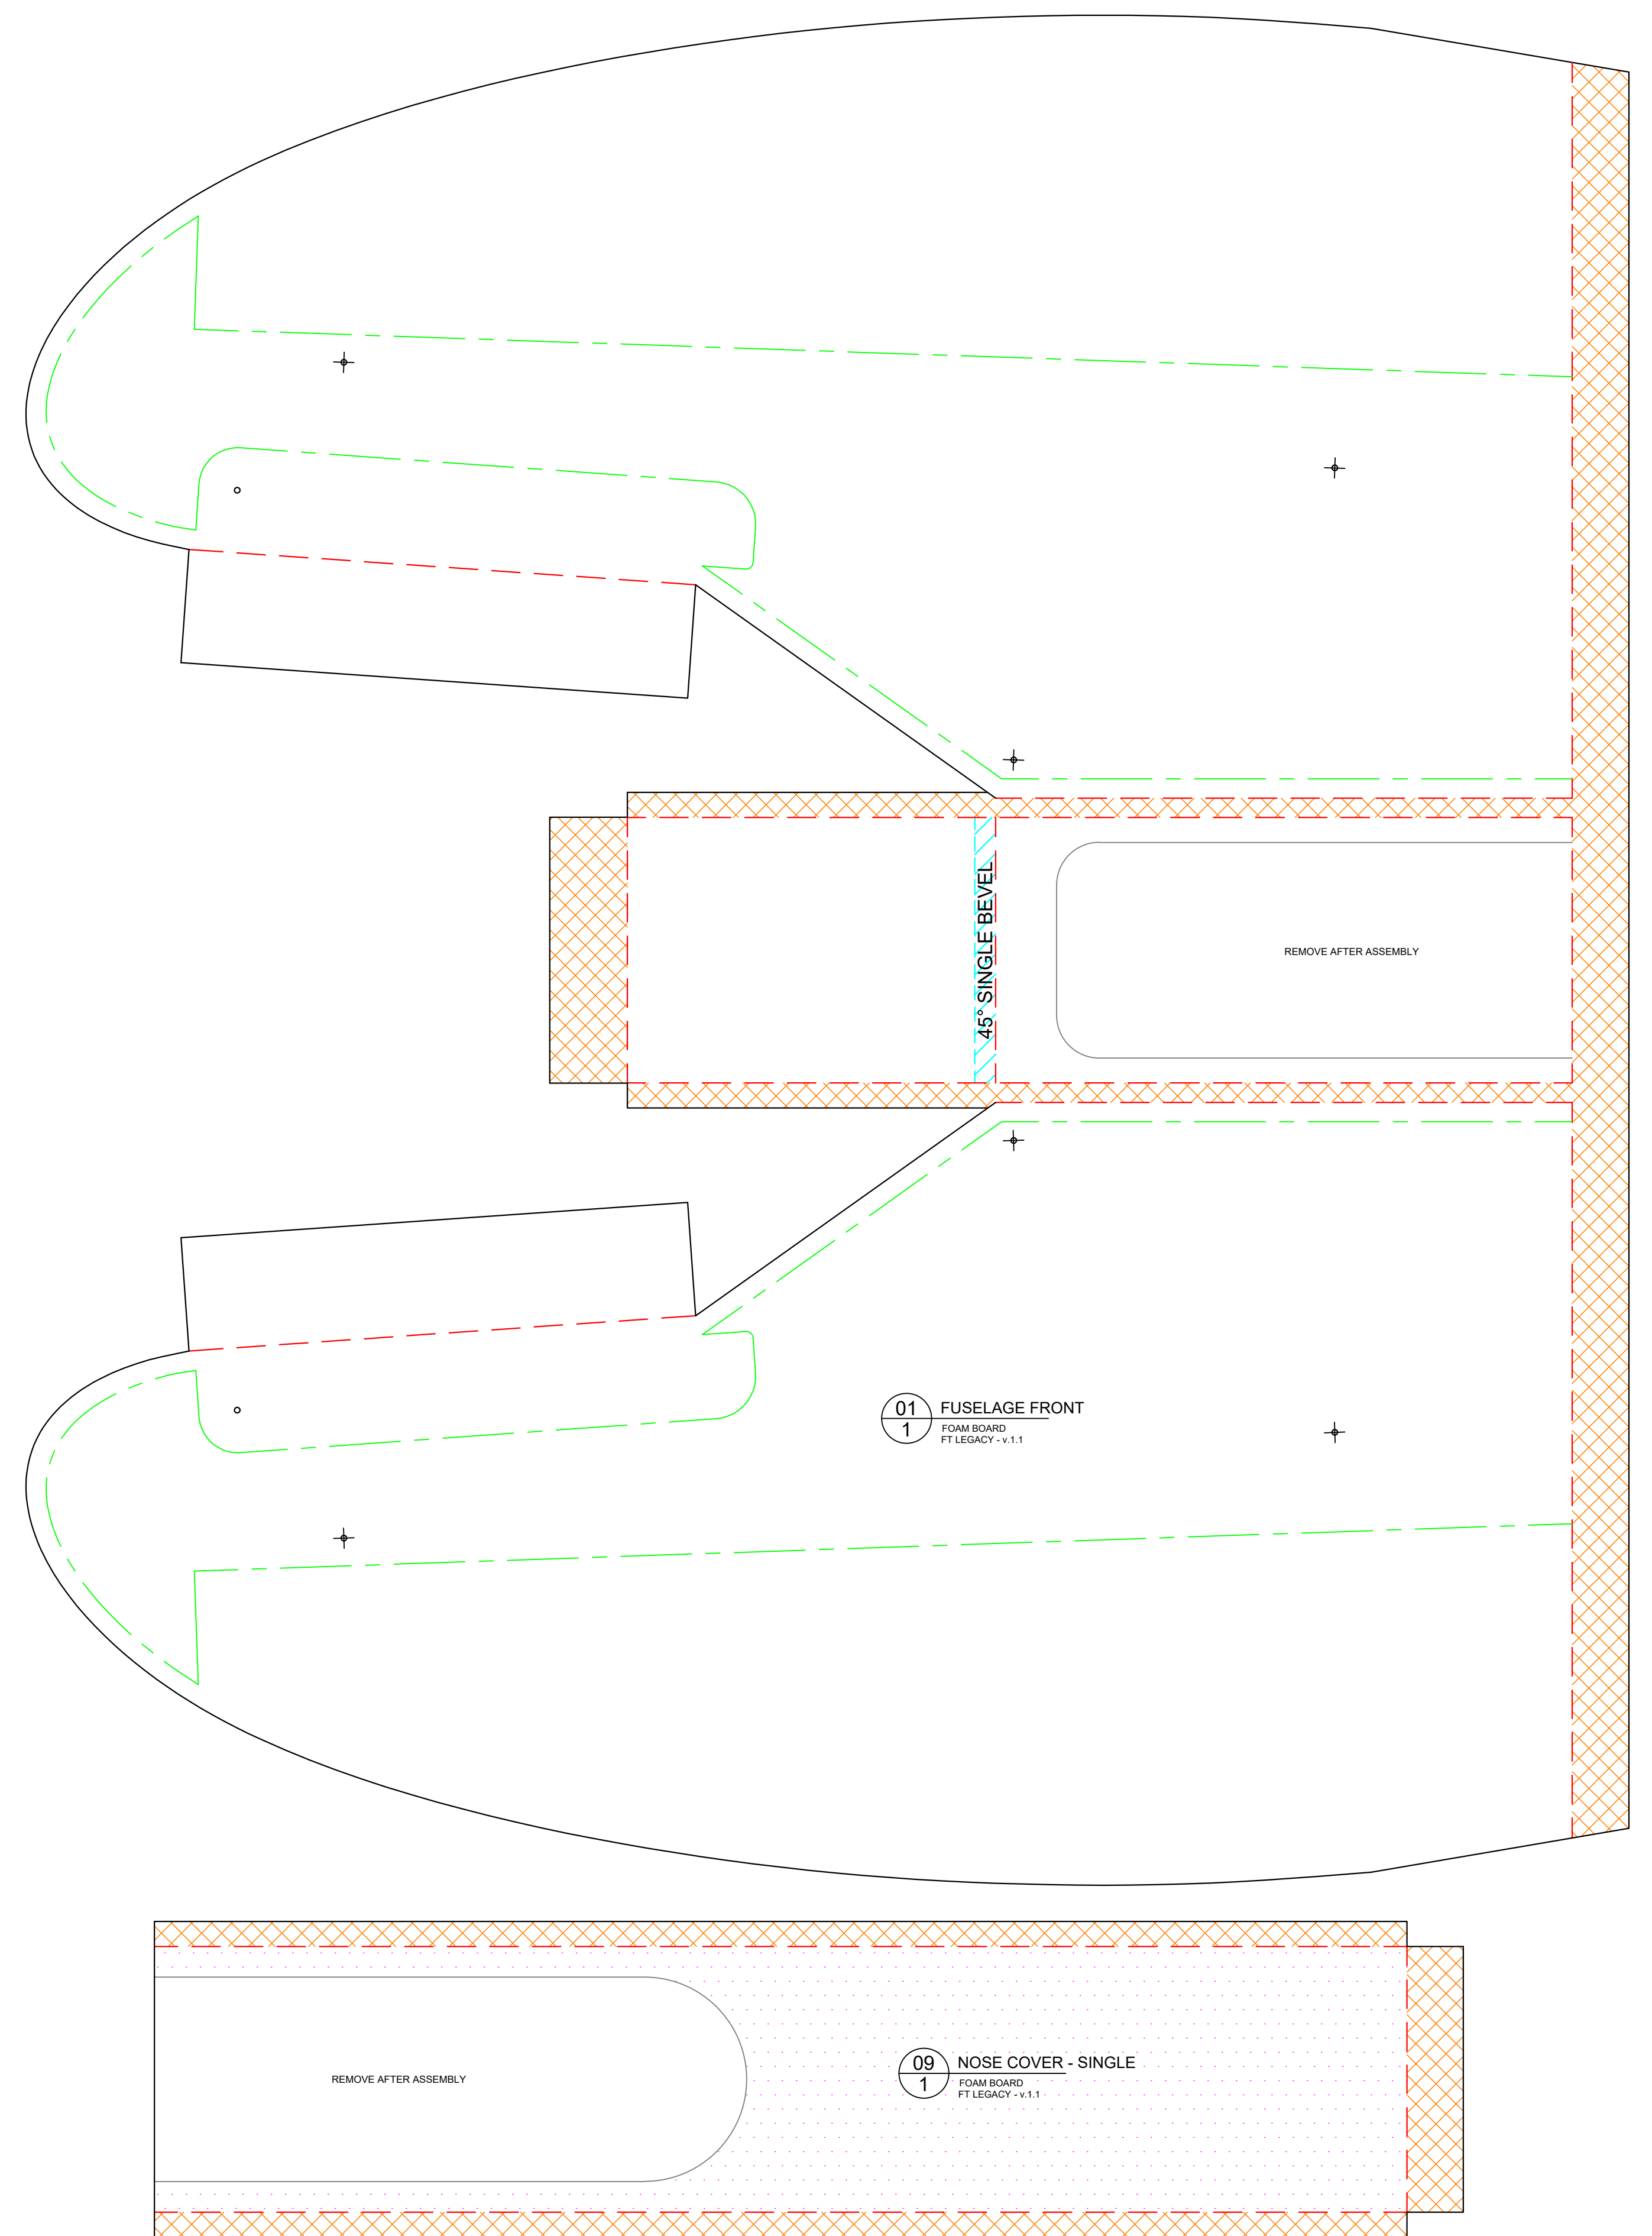 45° SINGLE BEVEL
REMOVE AFTER ASSEMBLY
01
1
FUSELAGE FRONT
FOAM BOARD
FT LEGACY - v.1.1
REMOVE AFTER ASSEMBLY
09
1
NOSE COVER - SINGLE
FOAM BOARD
FT LEGACY - v.1.1